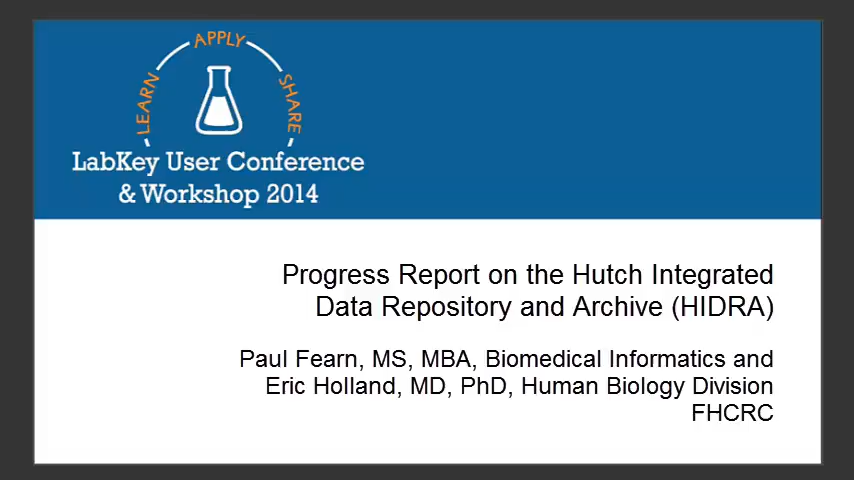 LEARN
APPLY
SHARE
LabKey User Conference
& Workshop 2014
Progress Report on the Hutch Integrated
Data Repository and Archive (HIDRA)
Paul Fearn, MS, MBA, Biomedical Informatics and
Eric Holland, MD, PhD, Human Biology Division
FHCRC